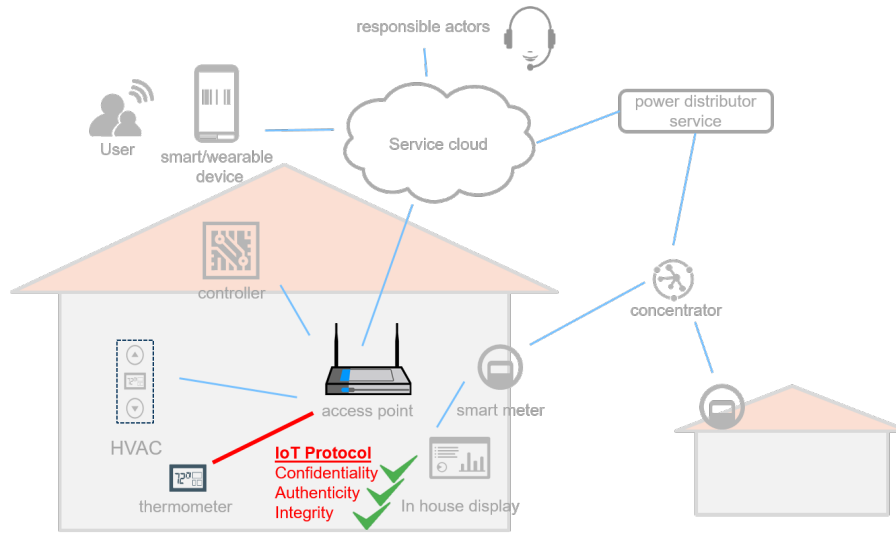 responsible actors
power distributor
service
User
smart/wearable
device
Service cloud
controller
concentrator
access point
smart meter
HVAC
72°
thermometer
IoT Protocol
Confidentiality
Authenticity
Integrity
In house display